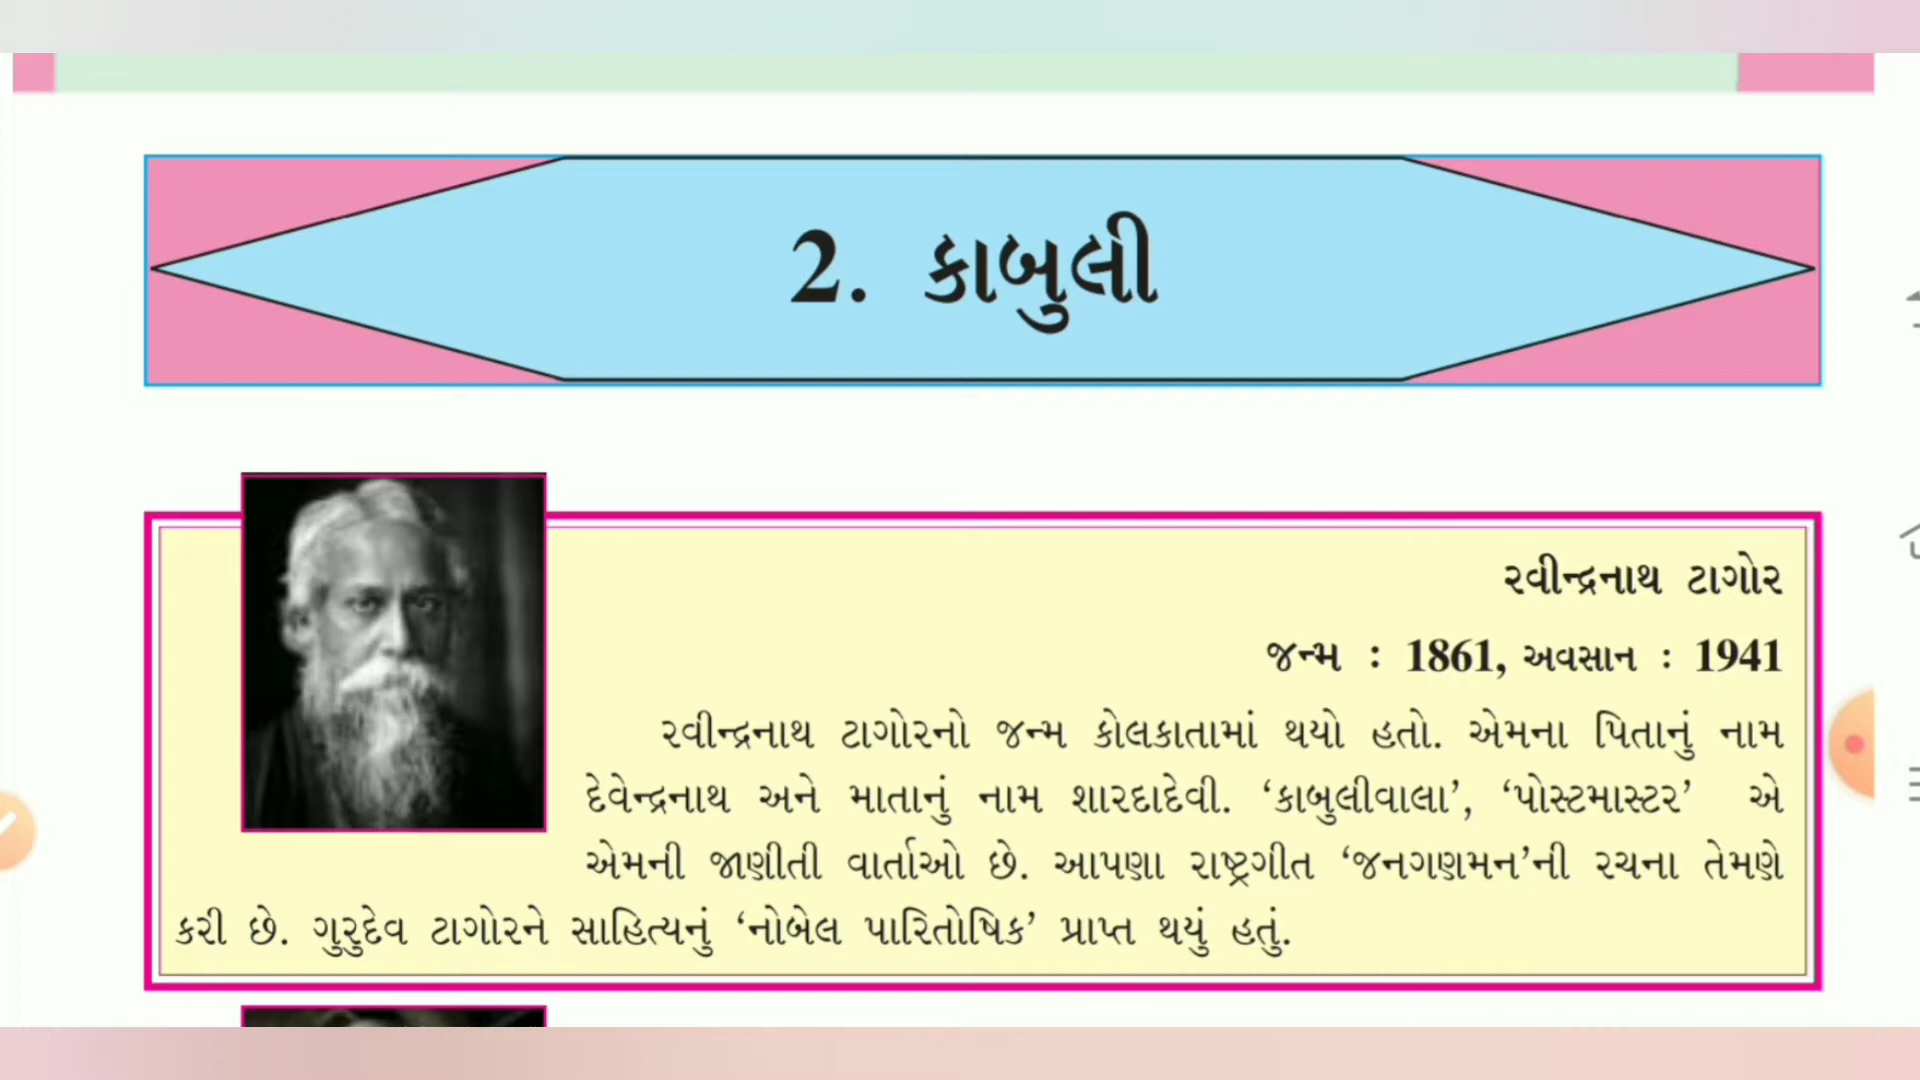 2. કાબુલી
રવીન્દ્રનાથ ટાગોર
જન્મ : 1861, અવસાન : 1941
રવીન્દ્રનાથ ટાગોરનો જન્મ કોલકાતામાં થયો હતો. એમના પિતાનું નામ
દેવેન્દ્રનાથ અને માતાનું નામ શારદાદેવી. ‘કાબુલીવાલા’, ‘પોસ્ટમાસ્ટર’ એ
એમની જાણીતી વાર્તાઓ છે. આપણા રાષ્ટ્રગીત ‘જનગણમન’ની રચના તેમણે
કરી છે. ગુરુદેવ ટાગોરને સાહિત્યનું ‘નોબેલ પારિતોષિક’ પ્રાપ્ત થયું હતું.